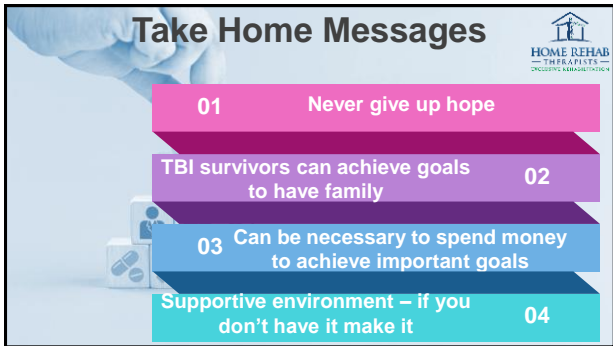 Take Home Messages
HOME REHAB
THERAPISTS
EXCLUSIVE REHABILITATION
01
Never give up hope
TBI survivors can achieve goals
to have family
02
03
Can be necessary to spend money
to achieve important goals
Supportive environment – if you
don't have it make it
04